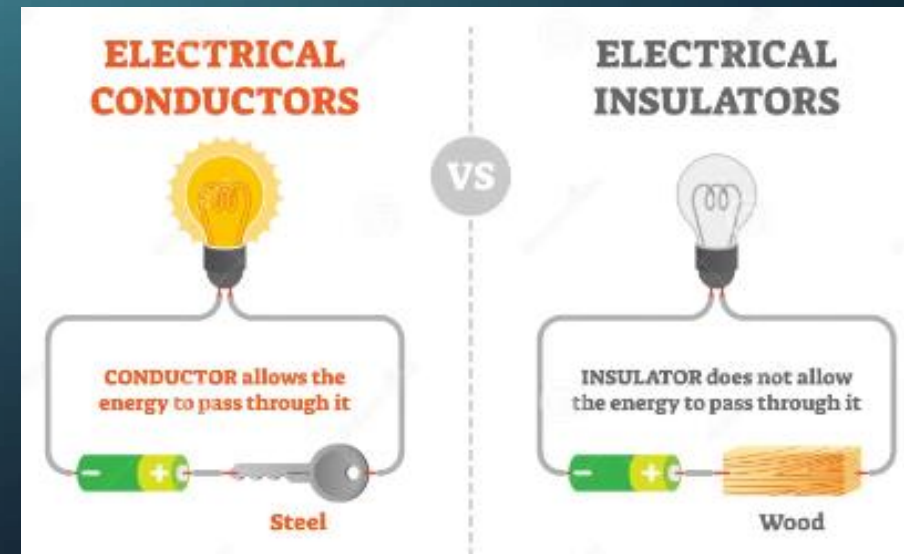 ELECTRICAL
CONDUCTORS
VS
ELECTRICAL
INSULATORS
CONDUCTOR allows the
energy to pass through it
- +
Steel
INSULATOR does not allow
the energy to pass through it
- +
Wood